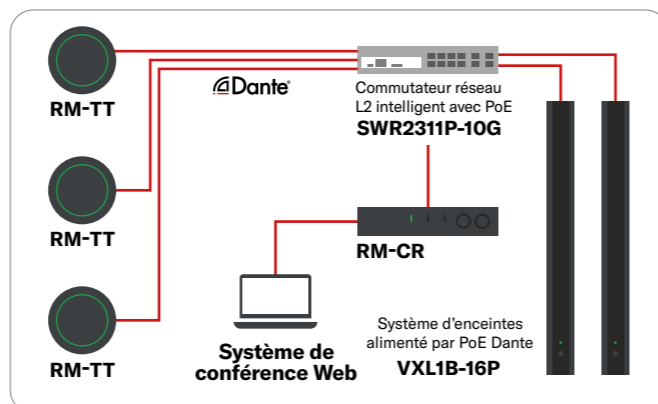 RM-TT
Dante®
Commutateur réseau
L2 intelligent avec PoE
SWR2311P-10G
RM-TT
RM-CR
RM-TT
Système de
conférence Web
Système d'enceintes
alimenté par PoE Dante
VXL1B-16P